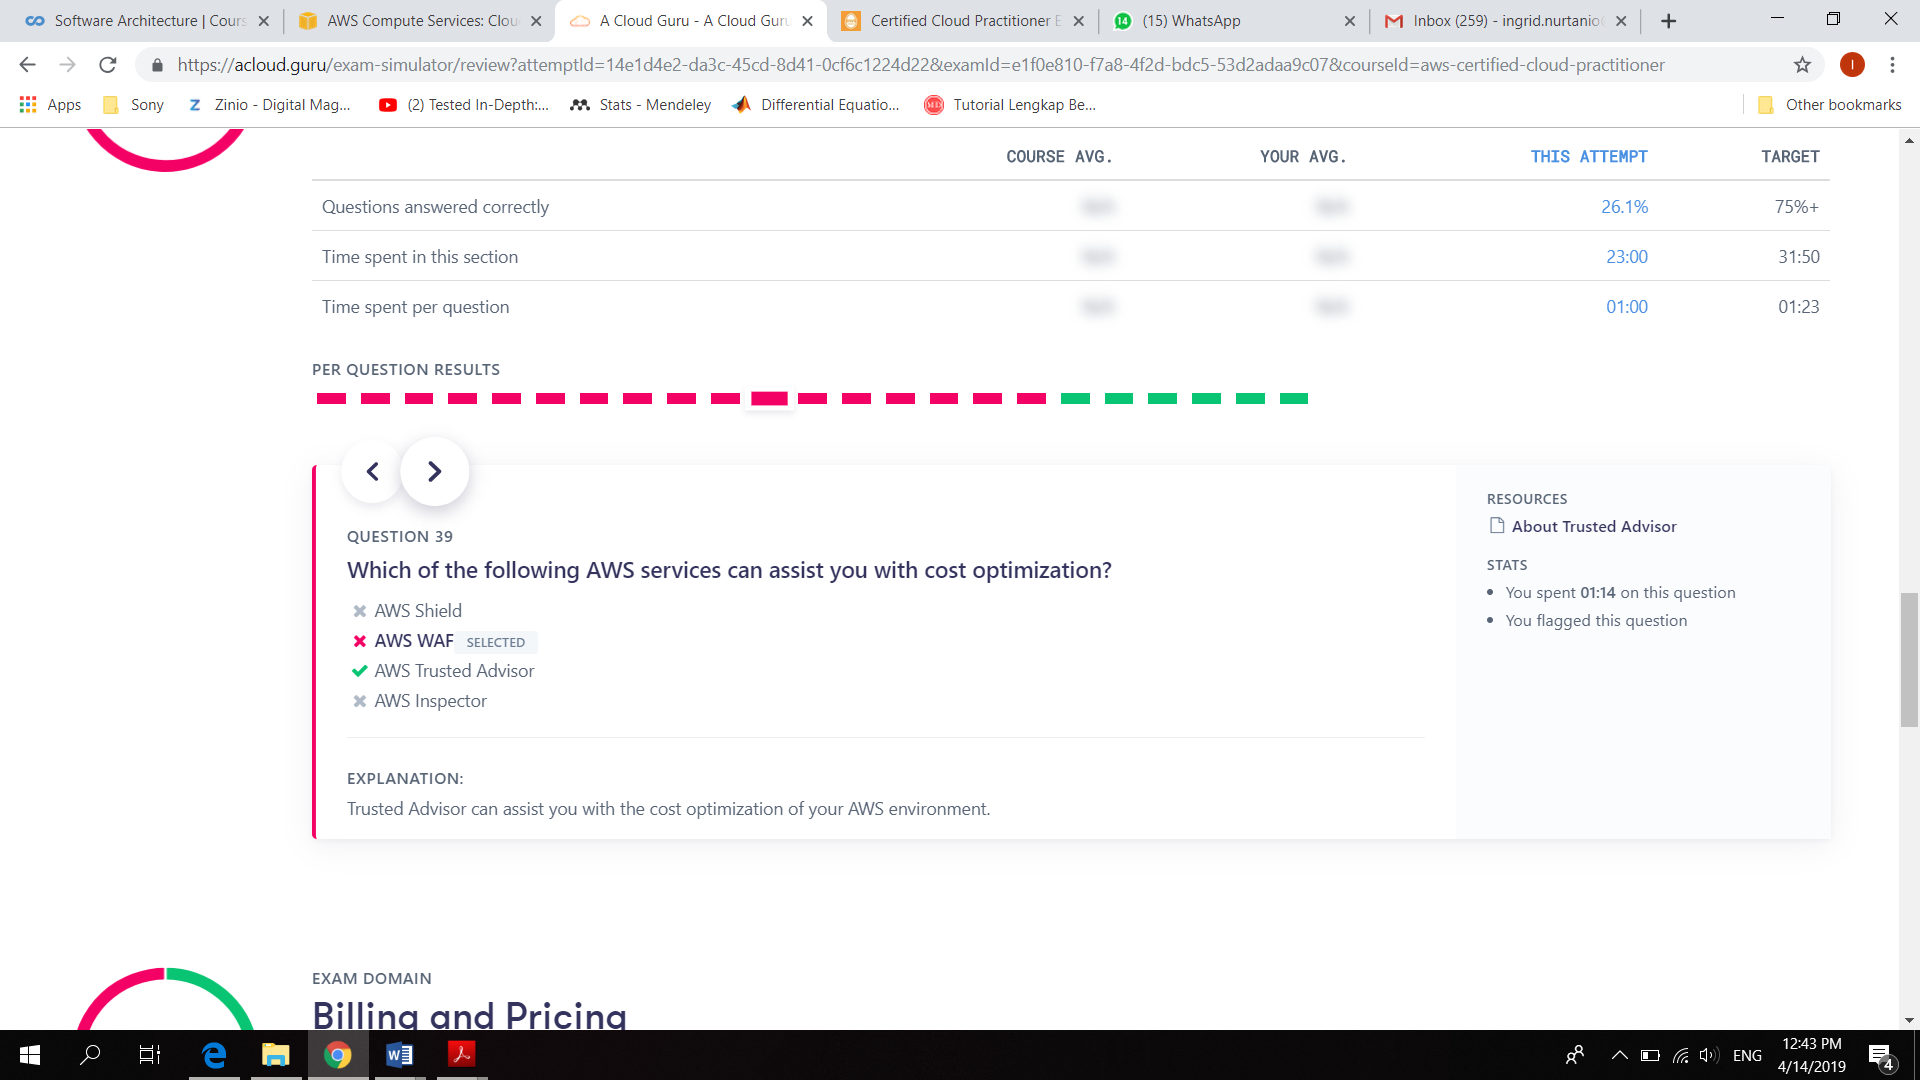 Software Architecture | Cours
AWS Compute Services: Clou
A Cloud Guru - A Cloud Guru
Certified Cloud Practitioner E
14
(15) WhatsApp
Inbox (259) - ingrid.nurtanio
https://acloud.guru/exam-simulator/review?attemptId=14e1d4e2-da3c-45cd-8d41-0cf6c1224d22&examId=e1f0e810-f7a8-4f2d-bdc5-53d2adaa9c07&courseId=aws-certified-cloud-practitioner
I
Apps
Sony
Z
Zinio - Digital Mag...
(2) Tested In-Depth:...
Stats - Mendeley
Differential Equatio...
Tutorial Lengkap Be...
Other bookmarks
COURSE AVG. YOUR AVG. THIS ATTEMPT TARGET
Questions answered correctly 26.1% 75%+
Time spent in this section 23:00 31:50
Time spent per question 01:00 01:23
PER QUESTION RESULTS
QUESTION 39
Which of the following AWS services can assist you with cost optimization?
AWS Shield
AWS WAF SELECTED
AWS Trusted Advisor
AWS Inspector
EXPLANATION:
Trusted Advisor can assist you with the cost optimization of your AWS environment.
RESOURCES
About Trusted Advisor
STATS
You spent 01:14 on this question
You flagged this question
EXAM DOMAIN
Billing and Pricing
ENG
12:43 PM
4/14/2019
4